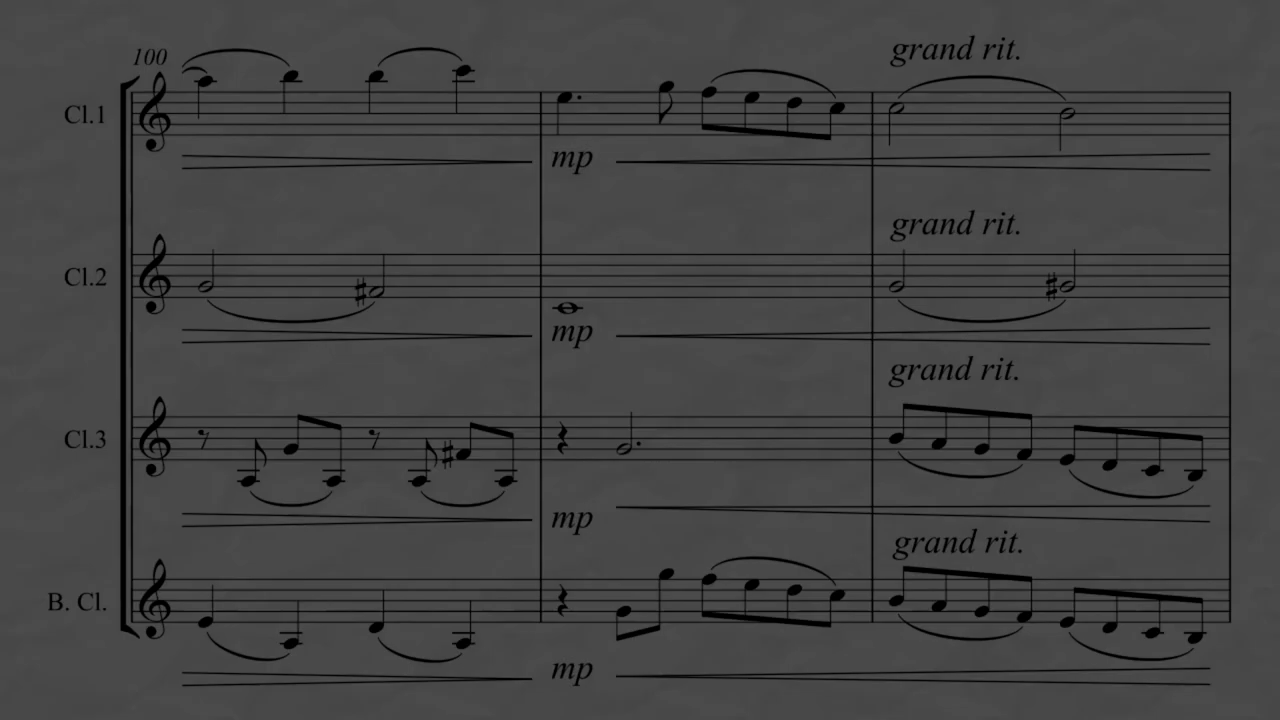 100
grand rit.
Cl.1
mp
grand rit.
Cl.2
mp
grand rit.
Cl.3
mp
grand rit.
B. Cl.
mp